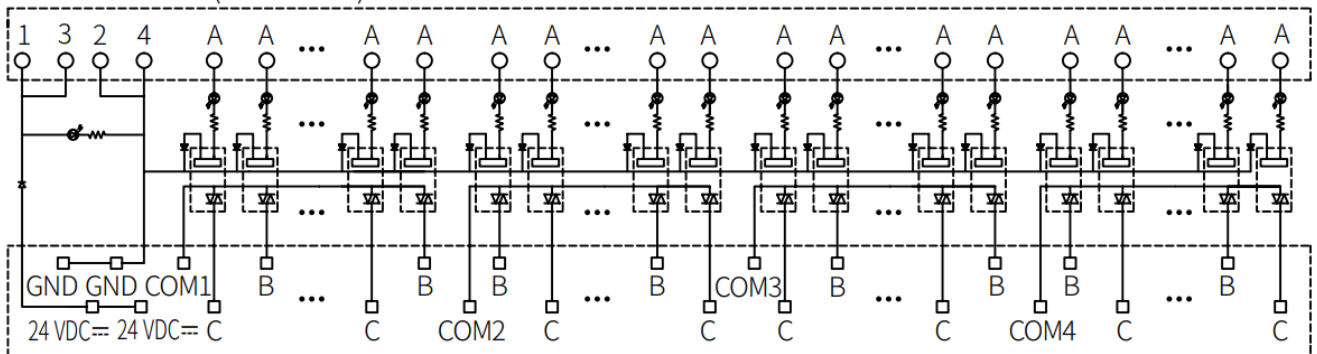 1 3 2 4 A A ... A A A A ... A A A A ... A A A A ... A A
... ... ... ...
... ... ... ...
GND GND COM1 B ... B B ... B COM3 B ... B B ... B
24 VDC⎓ 24 VDC⎓ C C COM2 C C C C COM4 C C